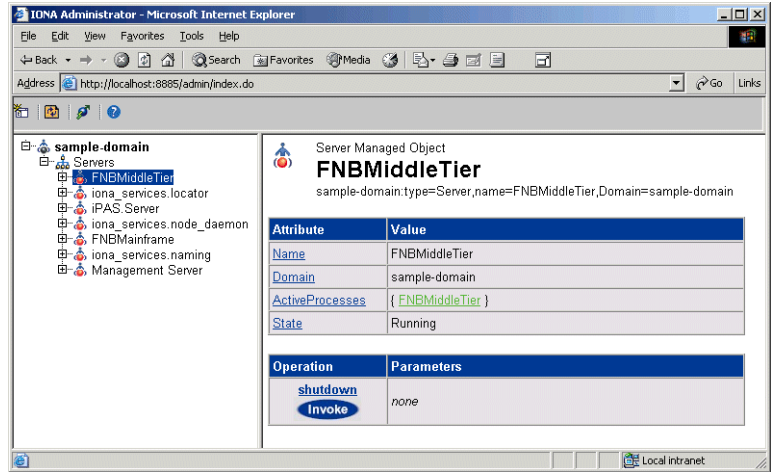 IONA Administrator - Microsoft Internet Explorer
File Edit View Favorites Tools Help
Back Search Favorites Media
Address http://localhost:8885/admin/index.do Go Links
sample-domain
Servers
FNBMiddleTier
iona_services.locator
iPAS.Server
iona_services.node_daemon
FNBMainframe
iona_services.naming
Management Server
Server Managed Object
FNBMiddleTier
sample-domain:type=Server,name=FNBMiddleTier,Domain=sample-domain
Attribute Value
Name FNBMiddleTier
Domain sample-domain
ActiveProcesses { FNBMiddleTier }
State Running
Operation Parameters
shutdown
Invoke none
Local intranet